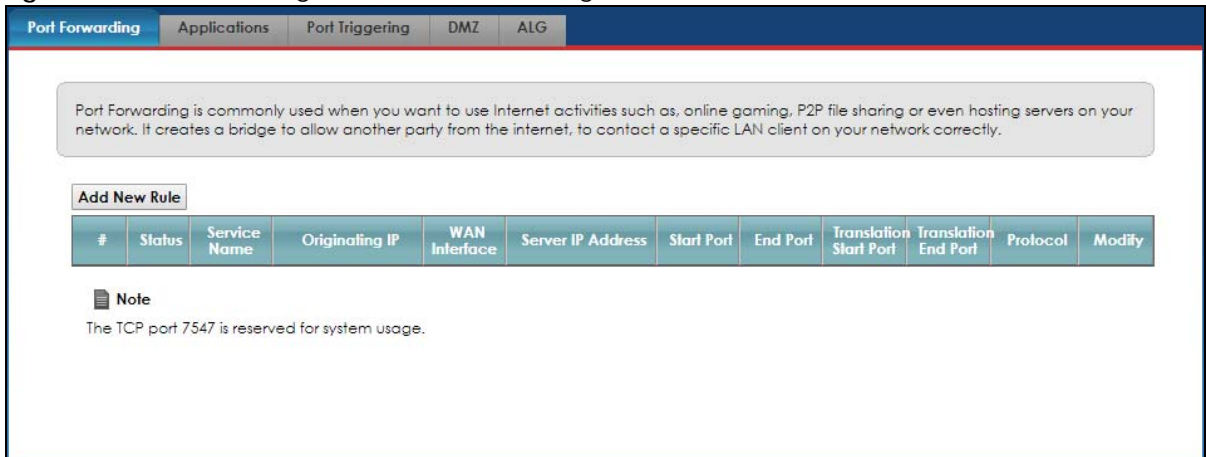 Port Forwarding Applications Port Triggering DMZ ALG
Port Forwarding is commonly used when you want to use Internet activities such as, online gaming, P2P file sharing or even hosting servers on your
network. It creates a bridge to allow another party from the internet, to contact a specific LAN client on your network correctly.
Add New Rule
# Status Service Name Originating IP WAN Interface Server IP Address Start Port End Port Translation Start Port Translation End Port Protocol Modify
Note
The TCP port 7547 is reserved for system usage.